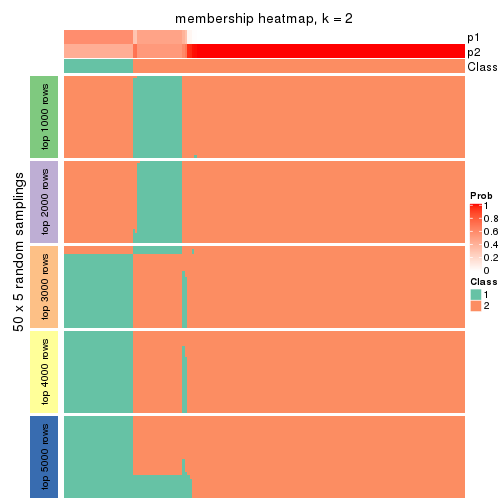 membership heatmap, k = 2
p1
p2
Class
50 x 5 random samplings
top 1000 rows
top 2000 rows
top 3000 rows
top 4000 rows
top 5000 rows
Prob
1
0.8
0.6
0.4
0.2
0
Class
1
2